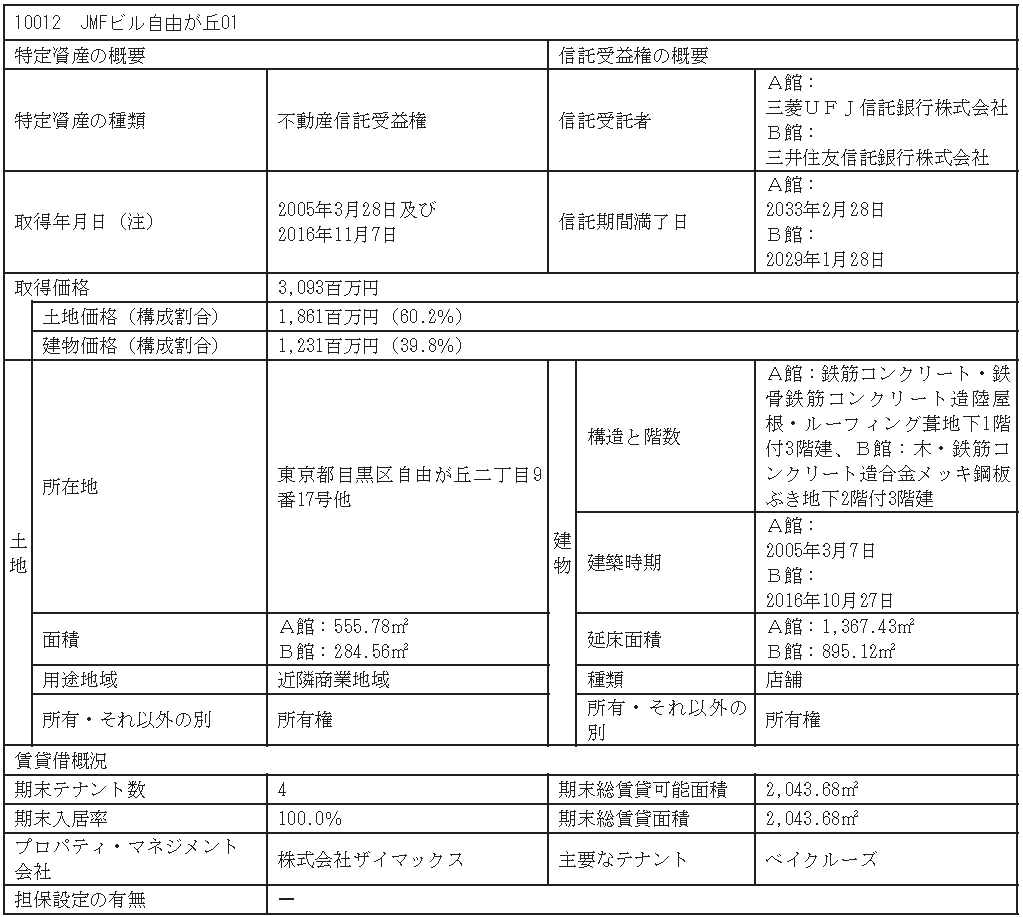 10012　JMFビル自由が丘01
特定資産の概要
信託受益権の概要
特定資産の種類
不動産信託受益権
信託受託者
Ａ館：
三菱ＵＦＪ信託銀行株式会社
Ｂ館：
三井住友信託銀行株式会社
取得年月日（注）
2005年3月28日及び
2016年11月7日
信託期間満了日
Ａ館：
2033年2月28日
Ｂ館：
2029年1月28日
取得価格
3,093百万円
土地価格（構成割合）
1,861百万円（60.2%）
建物価格（構成割合）
1,231百万円（39.8%）
土地
所在地
東京都目黒区自由が丘二丁目9
番17号他
建物
構造と階数
Ａ館：鉄筋コンクリート・鉄
骨鉄筋コンクリート造陸屋
根・ルーフィング葺地下1階
付3階建、Ｂ館：木・鉄筋コ
ンクリート造合金メッキ鋼板
ぶき地下2階付3階建
建築時期
Ａ館：
2005年3月7日
Ｂ館：
2016年10月27日
面積
Ａ館：555.78㎡
Ｂ館：284.56㎡
延床面積
Ａ館：1,367.43㎡
Ｂ館：895.12㎡
用途地域
近隣商業地域
種類
店舗
所有・それ以外の別
所有権
所有・それ以外の
別
所有権
賃貸借概況
期末テナント数
4
期末総賃貸可能面積
2,043.68㎡
期末入居率
100.0%
期末総賃貸面積
2,043.68㎡
プロパティ・マネジメント
会社
株式会社ザイマックス
主要なテナント
ベイクルーズ
担保設定の有無
－